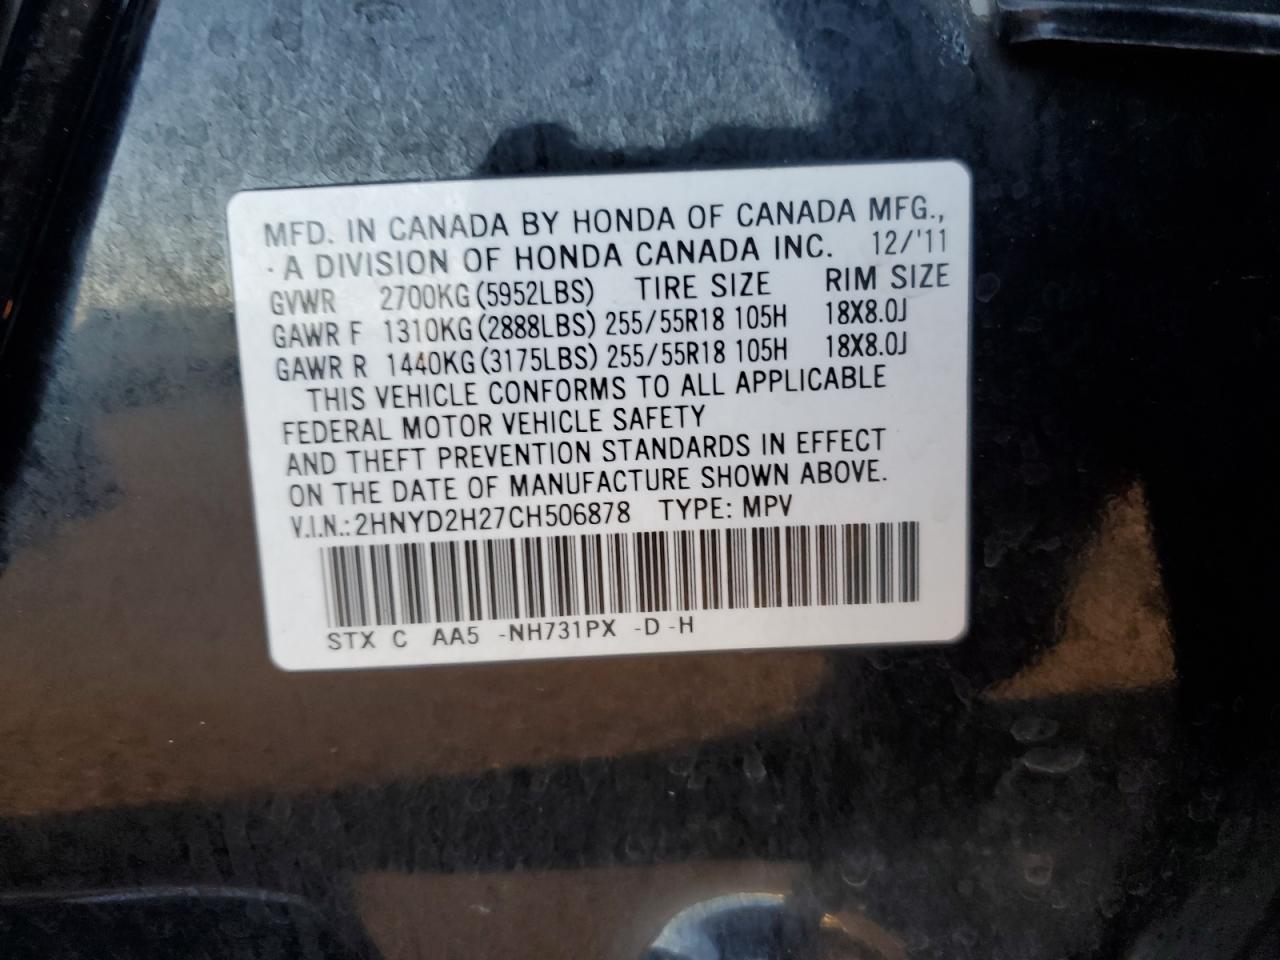 MFD. IN CANADA BY HONDA OF CANADA MFG.,
A DIVISION OF HONDA CANADA INC. 12/'11
GVWR 2700KG(5952LBS) TIRE SIZE RIM SIZE
GAWR F 1310KG(2888LBS) 255/55R18 105H 18X8.0J
GAWR R 1440KG(3175LBS) 255/55R18 105H 18X8.0J
THIS VEHICLE CONFORMS TO ALL APPLICABLE
FEDERAL MOTOR VEHICLE SAFETY
AND THEFT PREVENTION STANDARDS IN EFFECT
ON THE DATE OF MANUFACTURE SHOWN ABOVE.
V.I.N.: 2HNYD2H27CH506878 TYPE: MPV
STX C AA5 -NH731PX -D -H